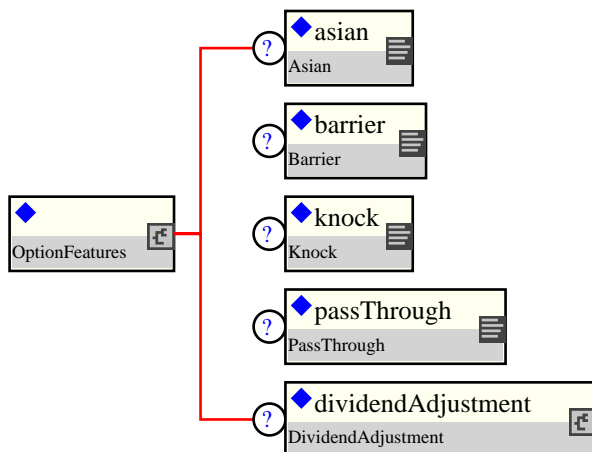 ? asian
Asian
? barrier
Barrier
OptionFeatures
? knock
Knock
? passThrough
PassThrough
? dividendAdjustment
DividendAdjustment